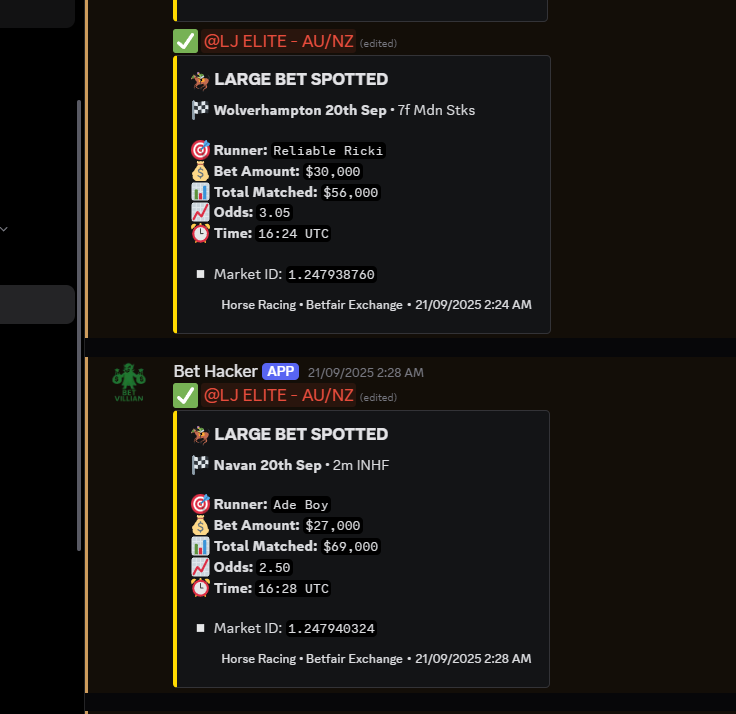 @LJ ELITE - AU/NZ (edited)
LARGE BET SPOTTED
Wolverhampton 20th Sep • 7f Mdn Stks
Runner: Reliable Ricki
Bet Amount: $30,000
Total Matched: $56,000
Odds: 3.05
Time: 16:24 UTC
Market ID: 1.247938760
Horse Racing • Betfair Exchange • 21/09/2025 2:24 AM
Bet Hacker APP 21/09/2025 2:28 AM
BET
VILLIAN
@LJ ELITE - AU/NZ (edited)
LARGE BET SPOTTED
Navan 20th Sep • 2m INHF
Runner: Ade Boy
Bet Amount: $27,000
Total Matched: $69,000
Odds: 2.50
Time: 16:28 UTC
Market ID: 1.247940324
Horse Racing • Betfair Exchange • 21/09/2025 2:28 AM